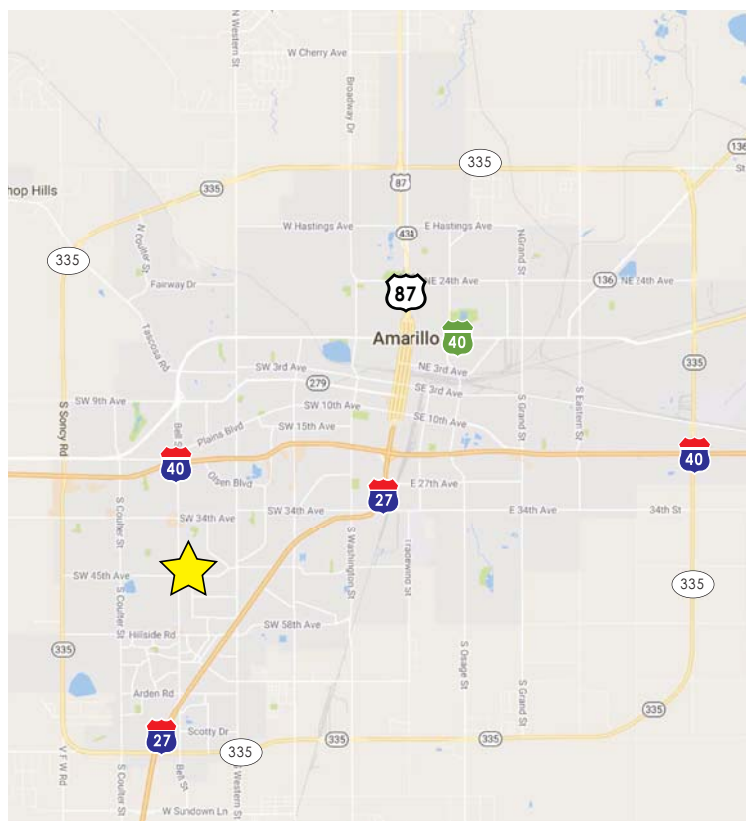 N Western St
W Cherry Ave
Broadway Dr
136
335
St
hop Hills
335
87
N Coulter St
W Hastings Ave
E Hastings Ave
431
N Grand St
335
Fairway Dr
NE 24th Ave
136
NE 24th Ave
87
Tascosa Rd
Amarillo
40
SW 3rd Ave
NE 3rd Ave
335
279
SE 3rd Ave
SW 9th Ave
S Soncy Rd
SW 10th Ave
SE 10th Ave
S Grand St
S Eastern St
Bell St
Plains Blvd
SW 15th Ave
40
40
Olsen Blvd
E 27th Ave
27
S Coulter St
SW 34th Ave
SW 34th Ave
E 34th Ave
34th St
S Washington St
Tradewind St
SW 45th Ave
335
S Coulter St
SW 58th Ave
Hillside Rd
335
S Osage St
S Grand St
Arden Rd
335
27
Scotty Dr
335
335
V F W Rd
S Coulter St
Bell St
S Western St
W Sundown Ln